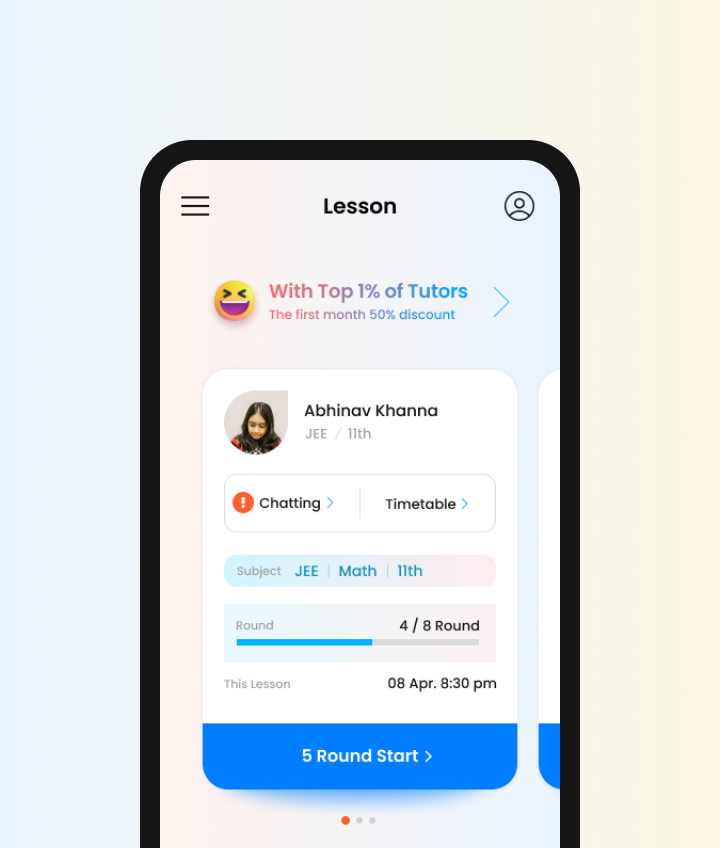 Lesson
With Top 1% of Tutors
The first month 50% discount
Abhinav Khanna
JEE / 11th
! Chatting > Timetable >
Subject JEE | Math | 11th
Round 4 / 8 Round
This Lesson 08 Apr. 8:30 pm
5 Round Start >